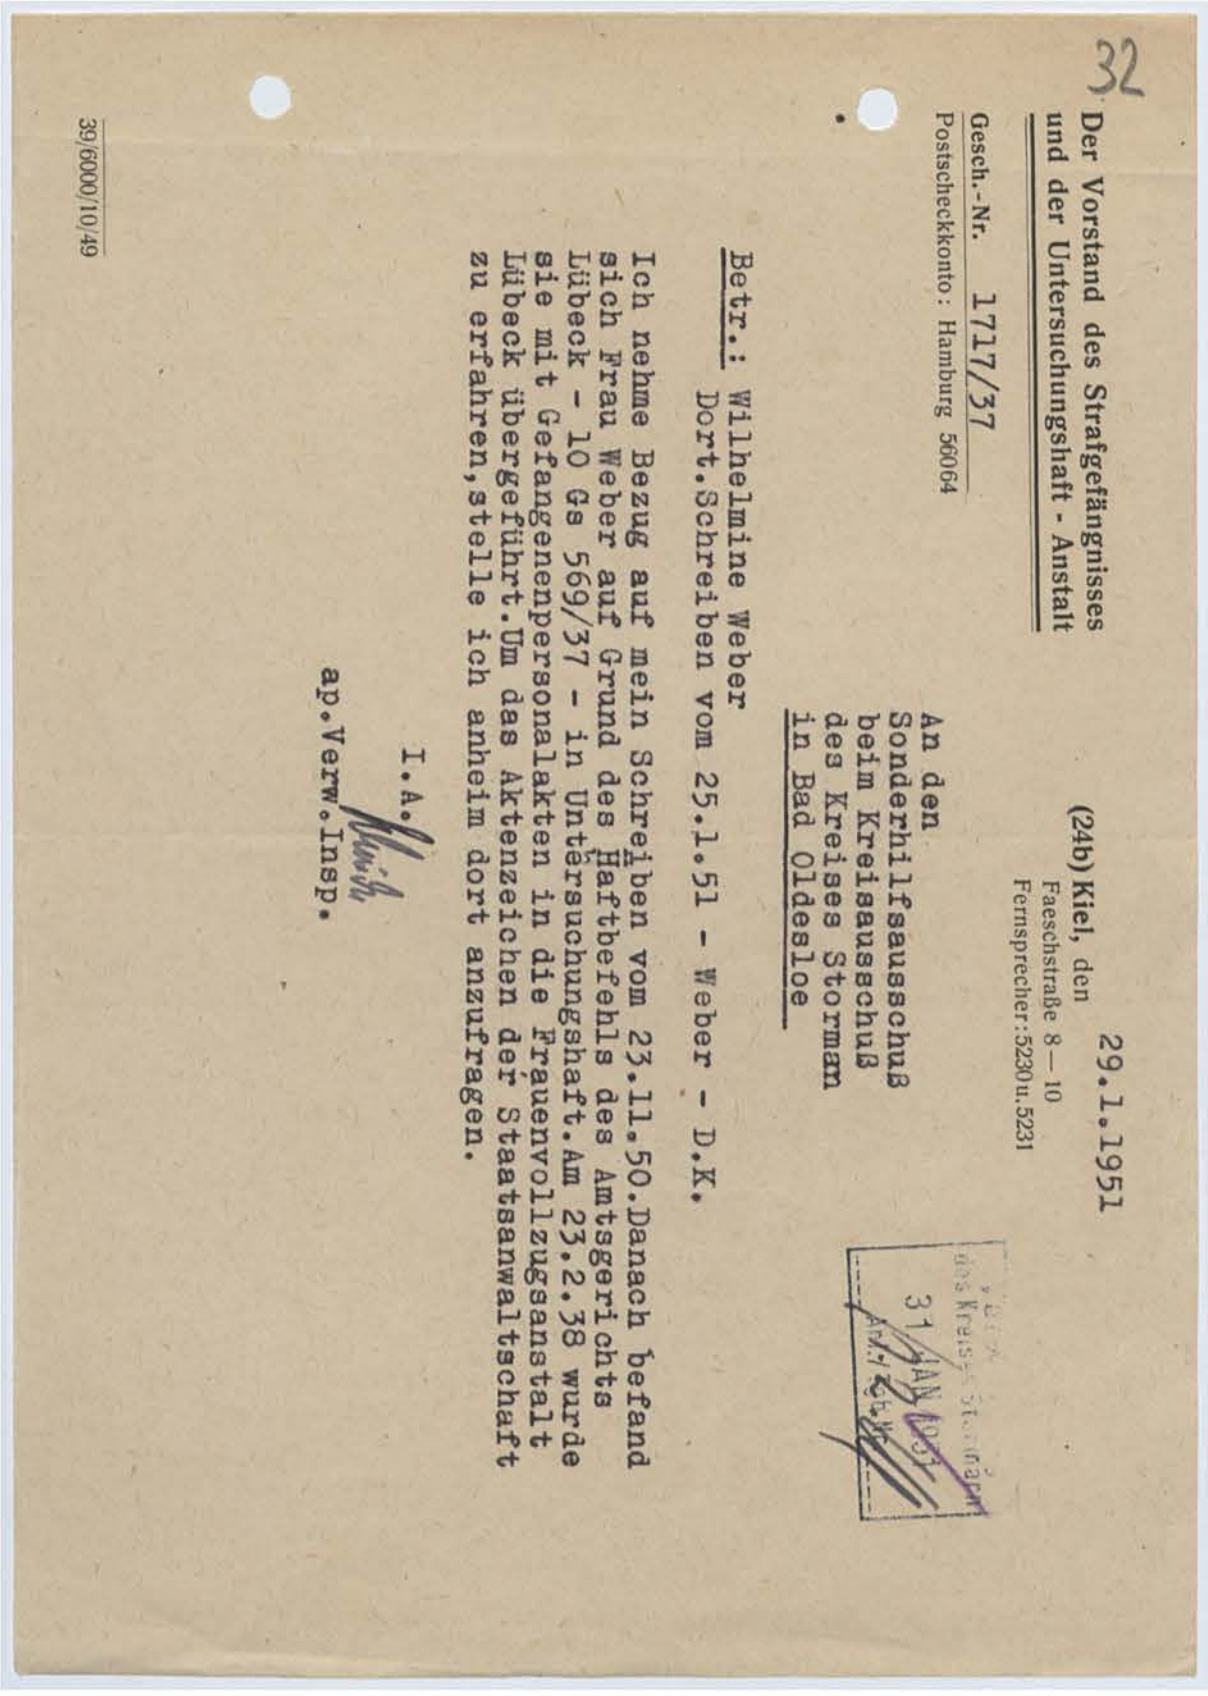 32
Der Vorstand des Strafgefängnisses
und der Untersuchungshaft - Anstalt
Gesch.-Nr. 1717/37
Postscheckkonto: Hamburg 56064
29.1.1951
(24b) Kiel, den
Faeschstraße 8—10
Fernsprecher: 5230 u. 5231
des Kreises Stormarn
31 JAN 1951
An den
Sonderhilfsausschuß
beim Kreisausschuß
des Kreises Storman
in Bad Oldesloe
Betr.: Wilhelmine Weber
Dort.Schreiben vom 25.1.51 - Weber - D.K.
Ich nehme Bezug auf mein Schreiben vom 23.11.50.Danach befand
sich Frau Weber auf Grund des Haftbefehls des Amtsgerichts
Lübeck - 10 Gs 569/37 - in Untersuchungshaft.Am 23.2.38 wurde
sie mit Gefangenenpersonalakten in die Frauenvollzugsanstalt
Lübeck übergeführt.Um das Aktenzeichen der Staatsanwaltschaft
zu erfahren,stelle ich anheim dort anzufragen.
I.A.
ap.Verw.Insp.
39/6000/10/49